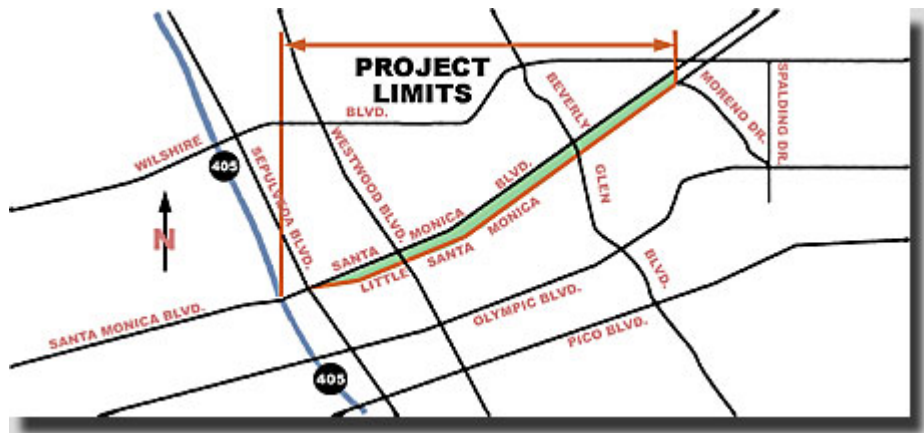 PROJECT
LIMITS
WILSHIRE
BLVD.
405
SEPULVEDA BLVD.
WESTWOOD BLVD.
BEVERLY
GLEN
BLVD.
MORENO DR.
SPALDING DR.
SANTA MONICA BLVD.
LITTLE SANTA MONICA
N
SANTA MONICA BLVD.
OLYMPIC BLVD.
PICO BLVD.
405